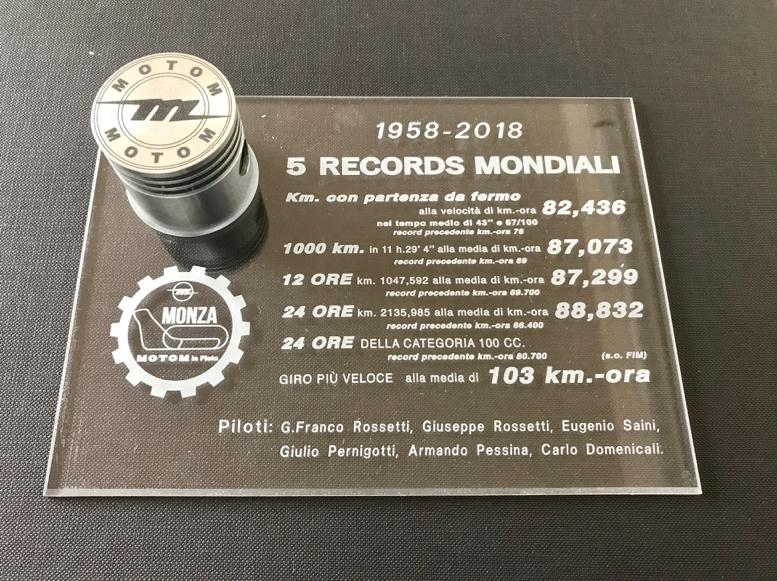 MOTOM
m
MOTOM
1958-2018
5 RECORDS MONDIALI
Km. con partenza da fermo
alla velocità di km.-ora 82,436
nel tempo medio di 43" e 67/100
record precedente km.-ora 76
1000 km. in 11 h.29' 4" alla media di km.-ora 87,073
record precedente km.-ora 69
12 ORE km. 1047,592 alla media di km.-ora 87,299
record precedente km.-ora 69.700
24 ORE km. 2135,985 alla media di km.-ora 88,832
record precedente km.-ora 66.400
24 ORE DELLA CATEGORIA 100 CC.
record precedente km.-ora 80.700 (s.o. FIM)
GIRO PIÙ VELOCE alla media di 103 km.-ora
m
MONZA
MOTOM in Pista
Piloti: G.Franco Rossetti, Giuseppe Rossetti, Eugenio Saini,
Giulio Pernigotti, Armando Pessina, Carlo Domenicali.